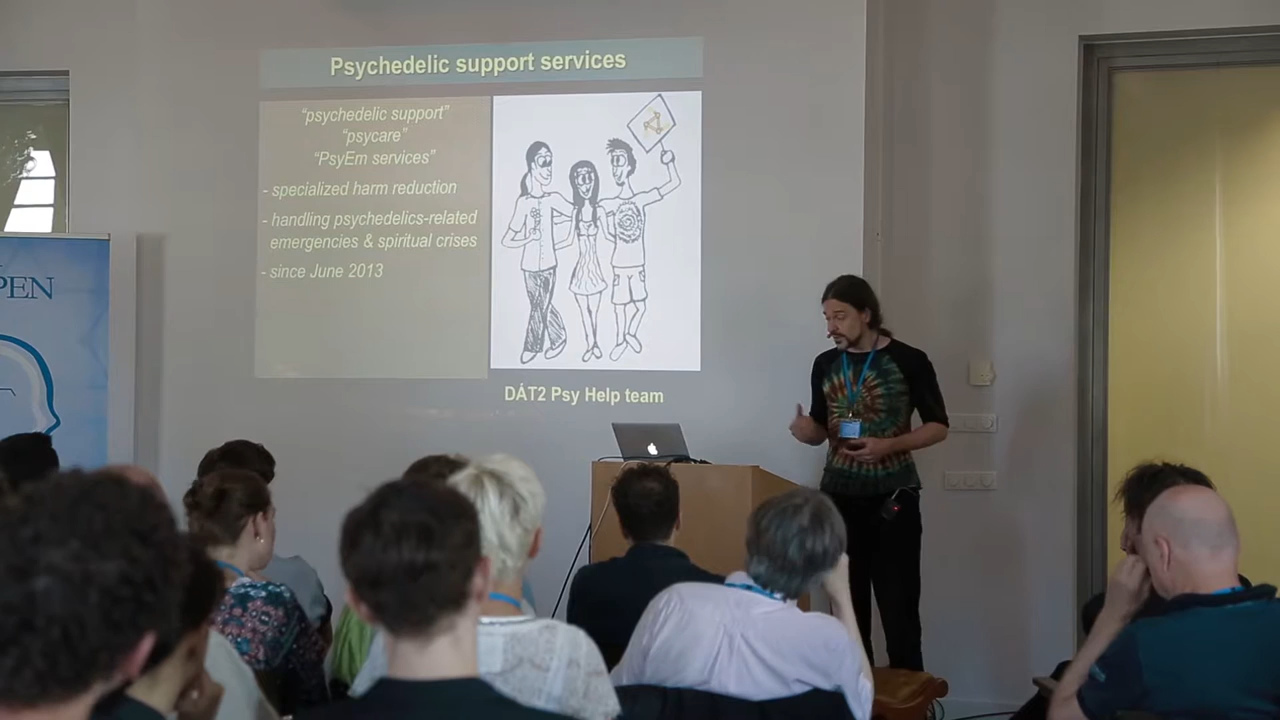 Psychedelic support services
“psychedelic support”
“psycare”
“PsyEm services”
- specialized harm reduction
- handling psychedelics-related
emergencies & spiritual crises
- since June 2013
DÁT2 Psy Help team
PEN